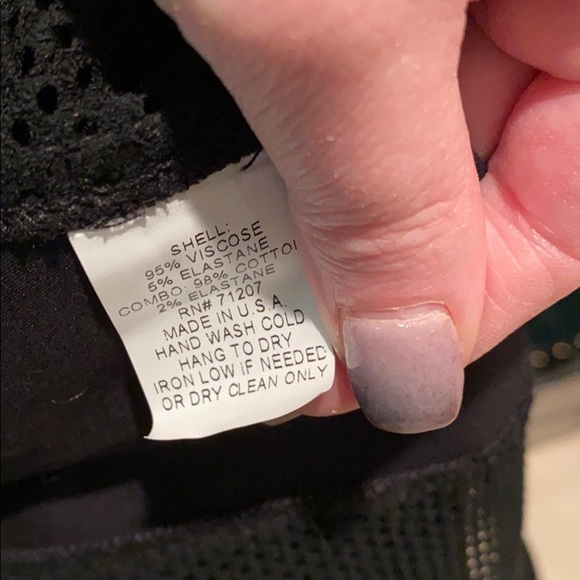 SHELL:
95% VISCOSE
5% ELASTANE
COMBO: 98% COTTO
2% ELASTANE
RN# 71207
MADE IN U.S.A.
HAND WASH COLD
HANG TO DRY
IRON LOW IF NEEDED
OR DRY CLEAN ONLY